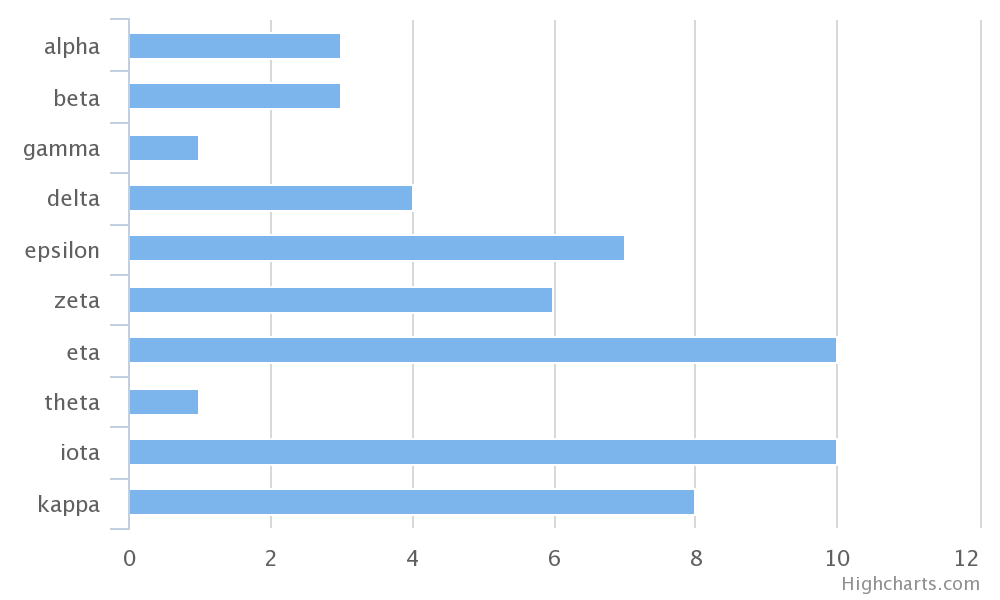 alpha
beta
gamma
delta
epsilon
zeta
eta
theta
iota
kappa
0 2 4 6 8 10 12
Highcharts.com